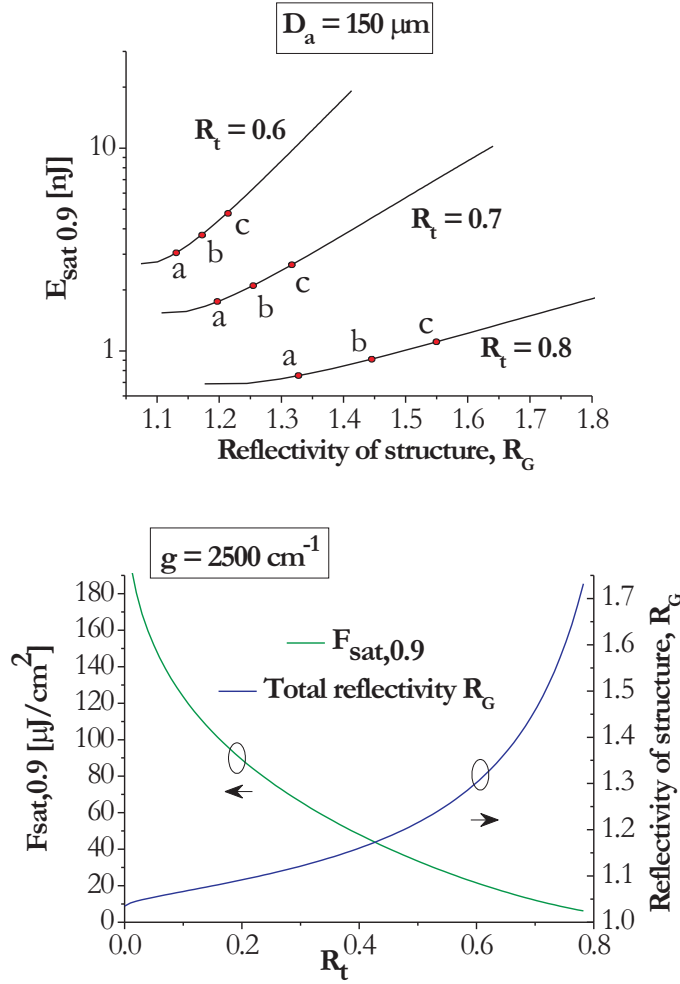 D_a = 150 µm
E_sat 0.9 [nJ]
10
1
R_t = 0.6
R_t = 0.7
R_t = 0.8
a
b
c
a
b
c
a
b
c
1.1 1.2 1.3 1.4 1.5 1.6 1.7 1.8
Reflectivity of structure, R_G
g = 2500 cm⁻¹
Fsat,0.9 [µJ/cm²]
180
160
140
120
100
80
60
40
20
0
F_sat,0.9
Total reflectivity R_G
1.7
1.6
1.5
1.4
1.3
1.2
1.1
1.0
Reflectivity of structure, R_G
0.0 0.2 0.4 0.6 0.8
R_t